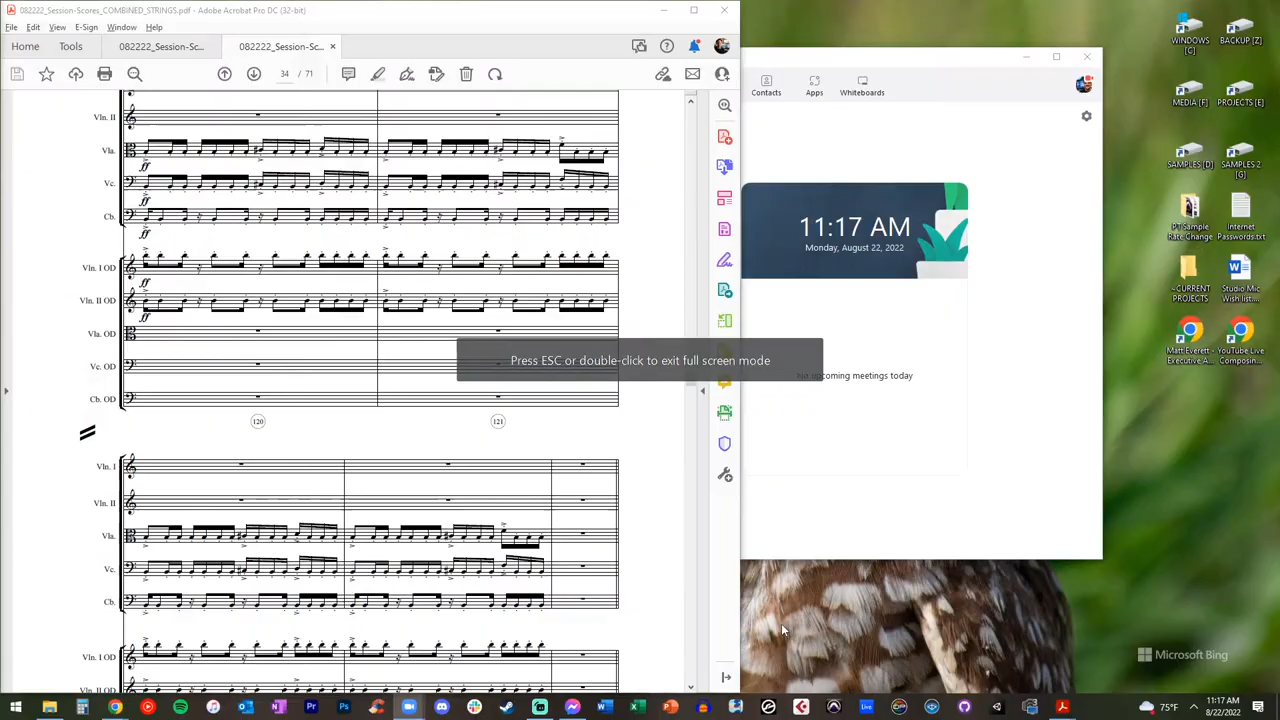 082222_Session-Scores_COMBINED_STRINGS.pdf - Adobe Acrobat Pro DC (32-bit)
File Edit View E-Sign Window Help
Home Tools 082222_Session-Sc... 082222_Session-Sc... ×
34 / 71
Vln. II
Vla.
ff
Vc.
ff
Cb.
ff
Vln. I OD
ff
Vln. II OD
ff
Vla. OD
Vc. OD
Cb. OD
120 121
Vln. I
Vln. II
Vla.
Vc.
Cb.
Vln. I OD
Vln. II OD
Contacts Apps Whiteboards
11:17 AM
Monday, August 22, 2022
upcoming meetings today
Press ESC or double-click to exit full screen mode
WINDOWS [C]
BACKUP [Z]
MEDIA [F]
PROJECTS [E]
SAMPLES [D]
SAMPLES 2 [G]
PT Sample Rate Change
Internet Passwords.txt
~CURRENT PROJECTS
Studio Mic Wish list....
Matt Everett - Executive A...
YouTube Live Composin...
Microsoft Bing
75°F
11:17 AM
8/22/2022